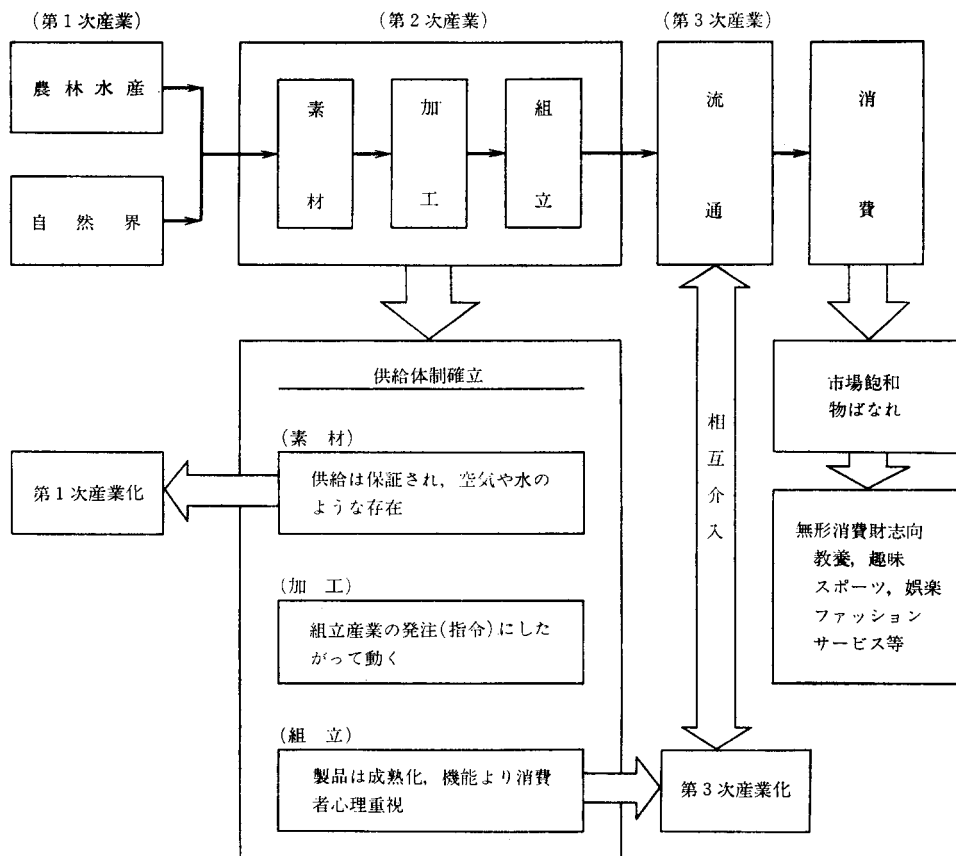 (第1次産業)
(第2次産業)
(第3次産業)
農林水産
自然界
素材
加工
組立
流通
消費
供給体制確立
(素材)
供給は保証され，空気や水の
ような存在
第1次産業化
(加工)
組立産業の発注(指令)にした
がって動く
(組立)
製品は成熟化，機能より消費
者心理重視
相互介入
第3次産業化
市場飽和
物ばなれ
無形消費財志向
教養，趣味
スポーツ，娯楽
ファッション
サービス等